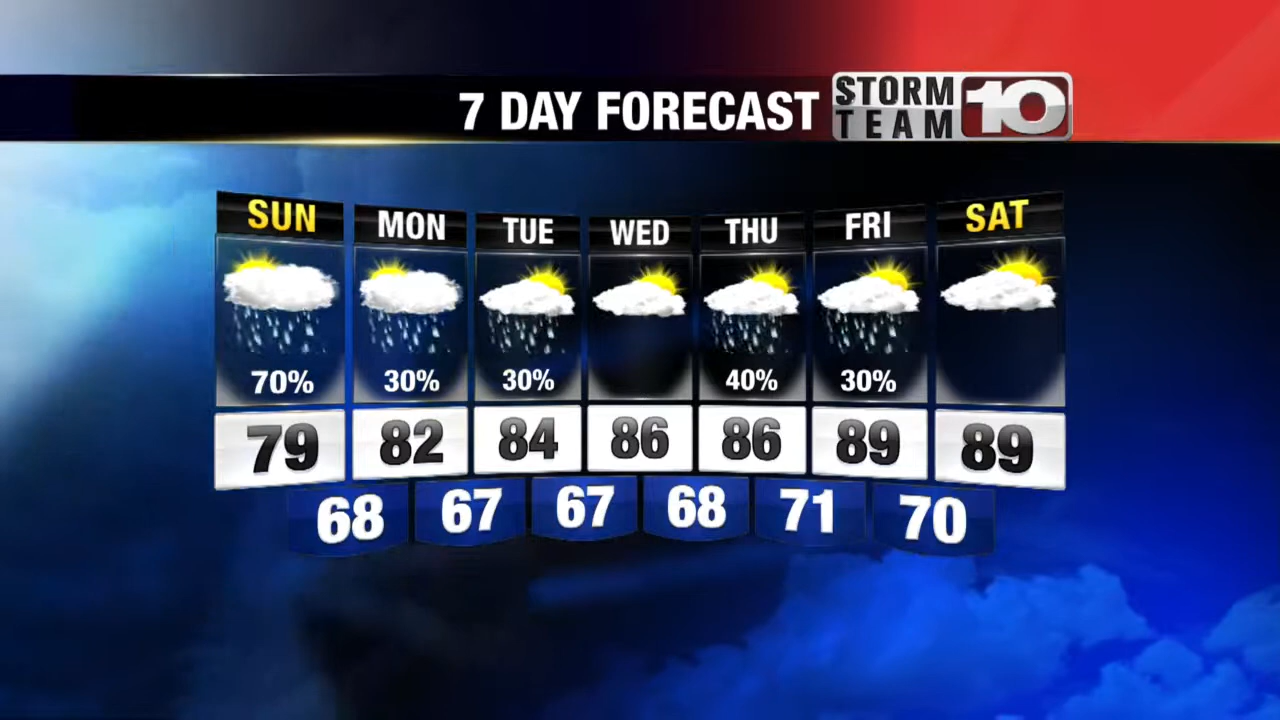 7 DAY FORECAST
STORM TEAM 10
SUN MON TUE WED THU FRI SAT
70% 30% 30% 40% 30%
79 82 84 86 86 89 89
68 67 67 68 71 70